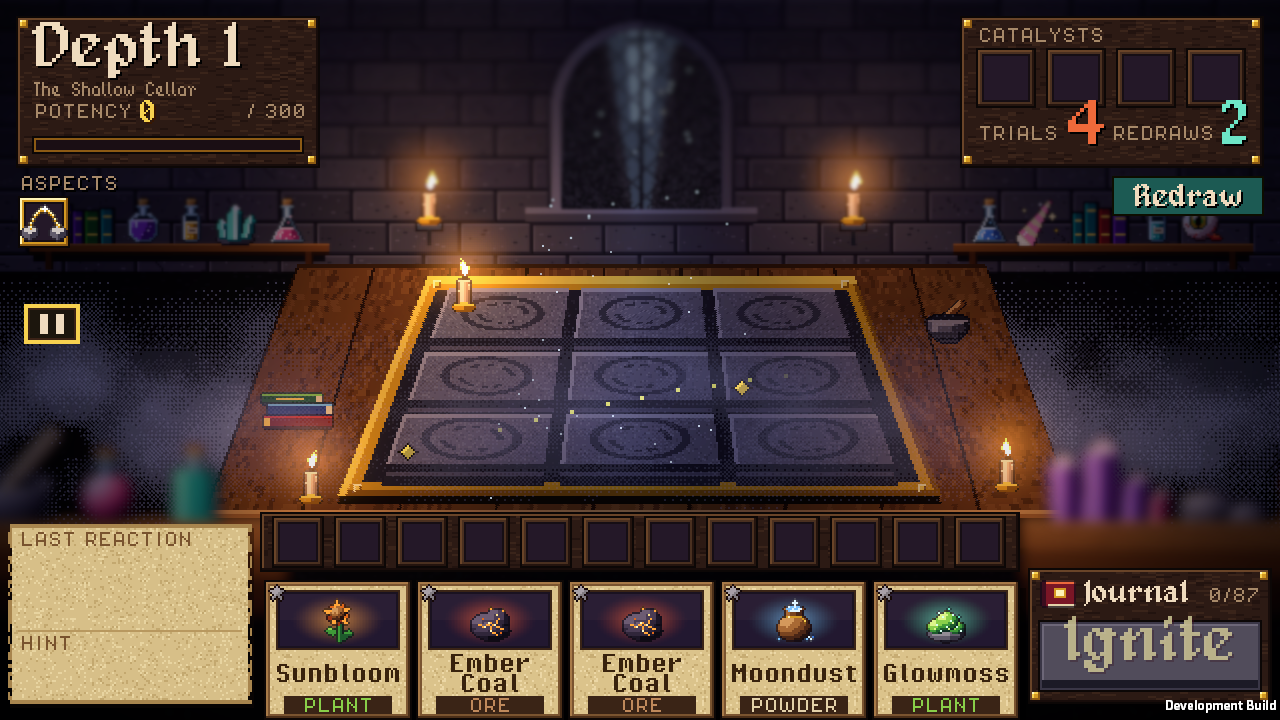 Depth 1
The Shallow Cellar
POTENCY 0 / 300
ASPECTS
CATALYSTS
TRIALS 4 REDRAWS 2
Redraw
LAST REACTION
HINT
Sunbloom
PLANT
Ember
Coal
ORE
Ember
Coal
ORE
Moondust
POWDER
Glowmoss
PLANT
Journal 0/87
Ignite
Development Build